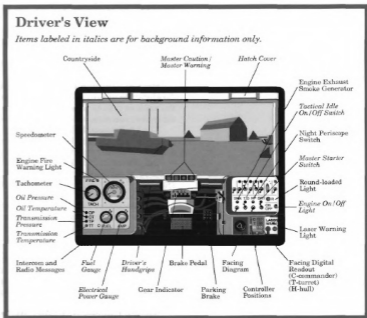 Driver's View
Items labeled in italics are for background information only.
Countryside
Master Caution /
Master Warning
Hatch Cover
Engine Exhaust
Smoke Generator
Tactical Idle
On/Off Switch
Night Periscope
Switch
Master Starter
Switch
Round-loaded
Light
Engine On/Off
Light
Laser Warning
Light
Speedometer
Engine Fire
Warning Light
Tachometer
Oil Pressure
Oil Temperature
Transmission
Pressure
Transmission
Temperature
Intercom and
Radio Messages
Fuel
Gauge
Driver's
Handgrips
Brake Pedal
Facing
Diagram
Facing Digital
Readout
(C-commander)
(T-turret)
(H-hull)
Electrical
Power Gauge
Gear Indicator
Parking
Brake
Controller
Positions